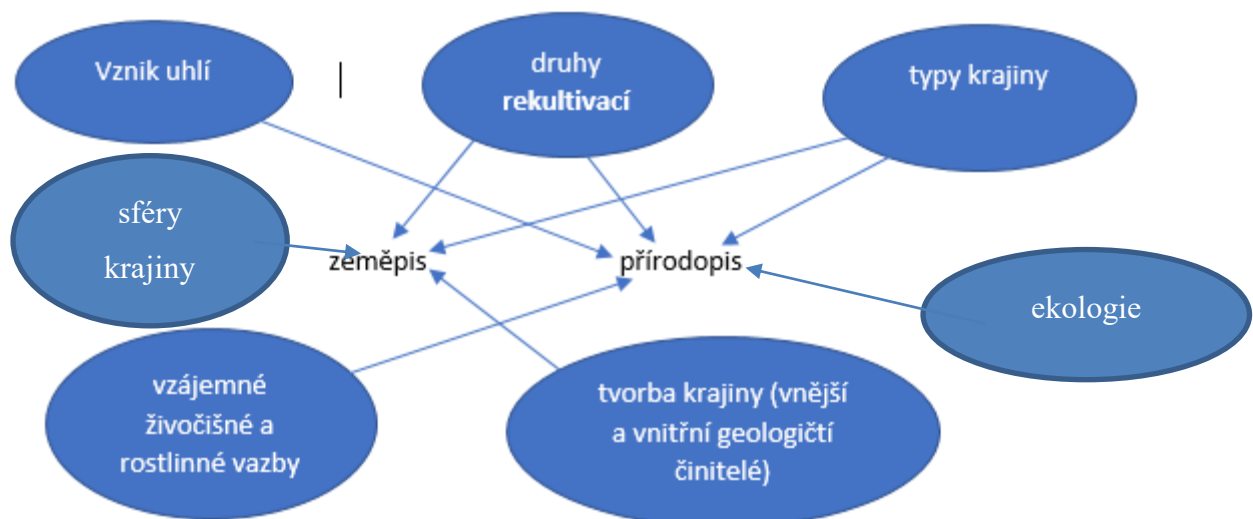 Vznik uhlí
druhy
rekultivací
typy krajiny
sféry
krajiny
zeměpis
přírodopis
ekologie
vzájemné
živočišné a
rostlinné vazby
tvorba krajiny (vnější
a vnitřní geologičtí
činitelé)